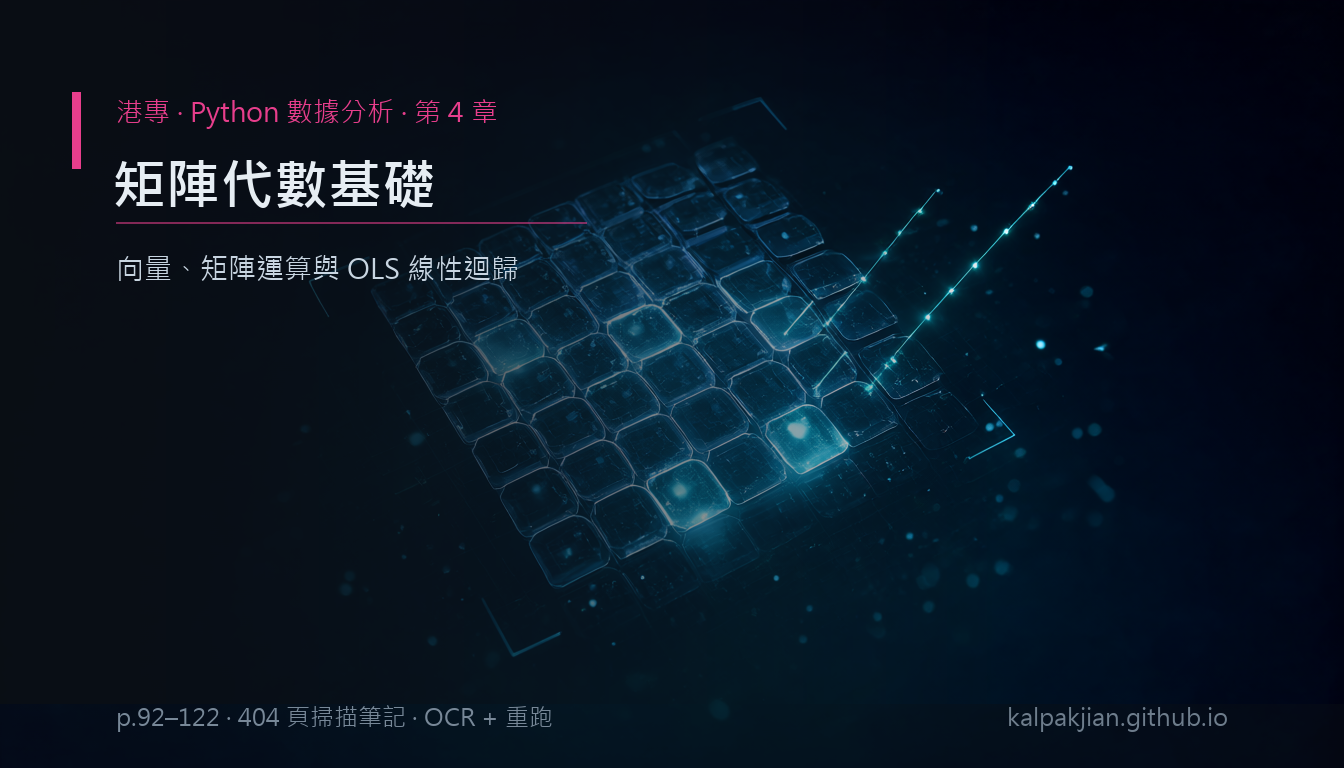 港專 · Python 數據分析 · 第 4 章
矩陣代數基礎
向量、矩陣運算與 OLS 線性迴歸
p.92–122 · 404 頁掃描筆記 · OCR + 重跑
kalpakjian.github.io